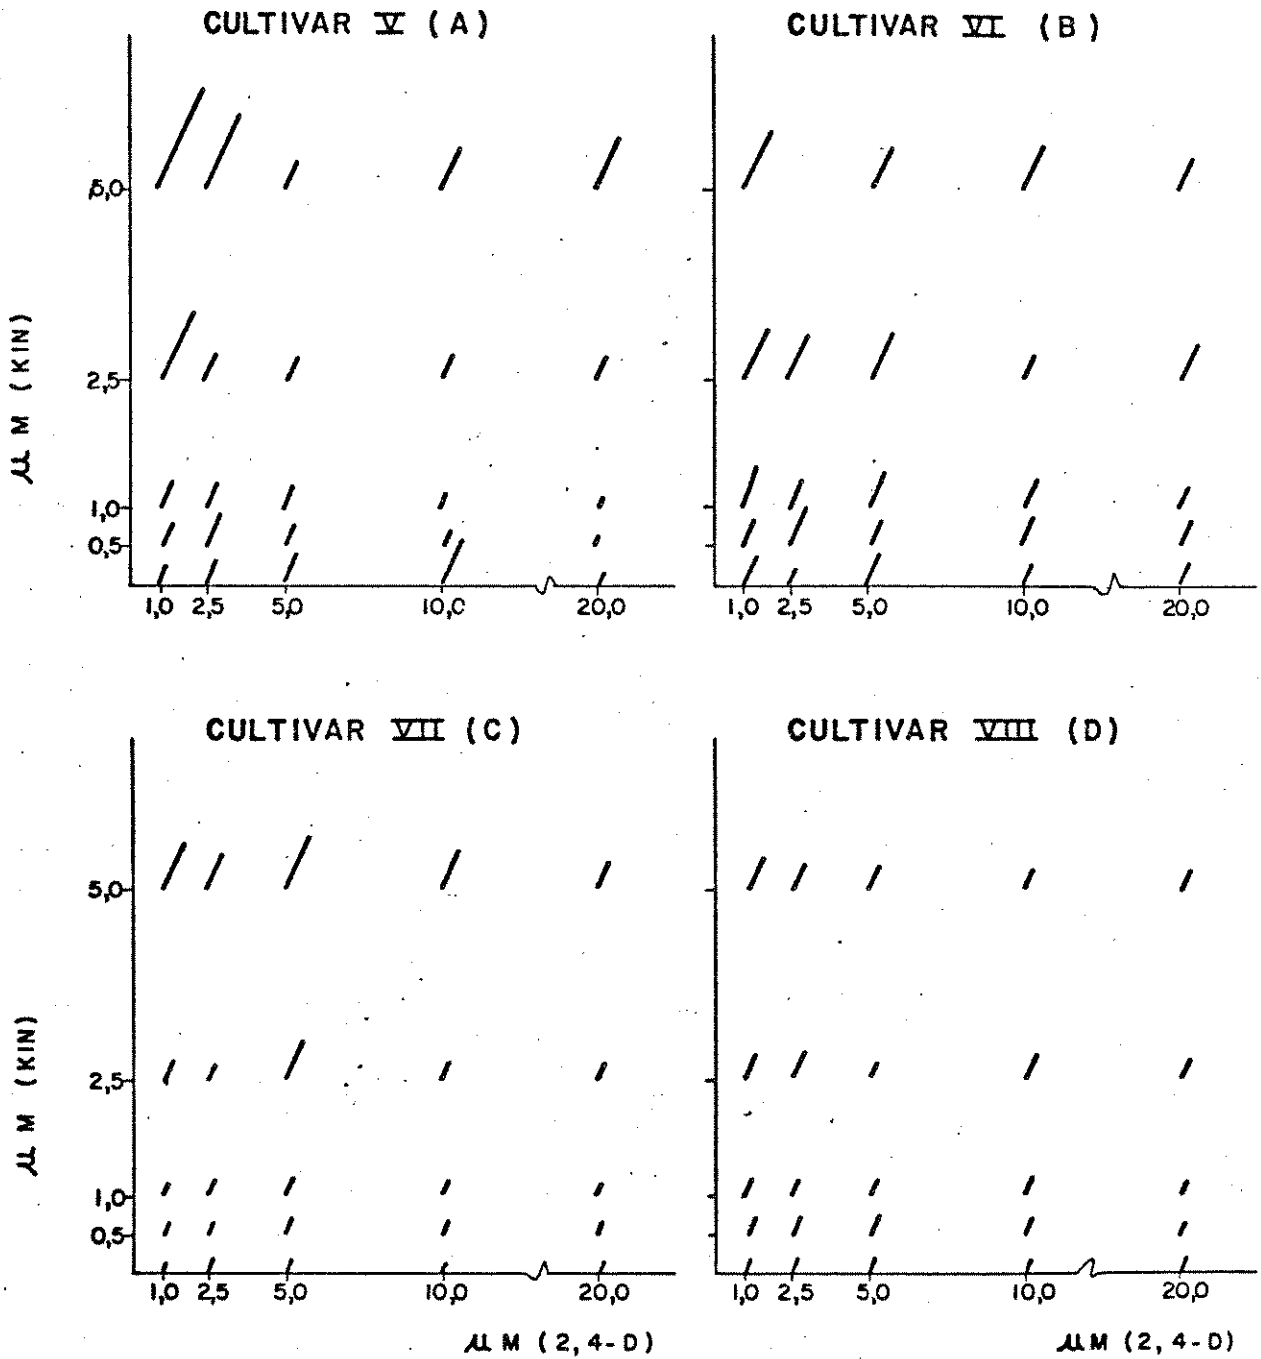 CULTIVAR V (A)
CULTIVAR VI (B)
5,0
2,5
1,0
0,5
1,0 2,5 5,0 10,0 20,0
1,0 2,5 5,0 10,0 20,0
µM (KIN)
CULTIVAR VII (C)
CULTIVAR VIII (D)
5,0
2,5
1,0
0,5
1,0 2,5 5,0 10,0 20,0
1,0 2,5 5,0 10,0 20,0
µM (KIN)
µM (2,4-D)
µM (2,4-D)